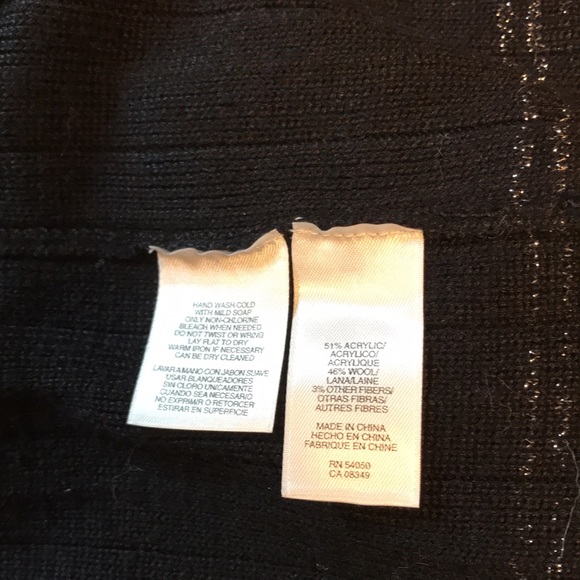 HAND WASH COLD
WITH MILD SOAP
ONLY NON-CHLORINE
BLEACH WHEN NEEDED
DO NOT TWIST OR WRING
LAY FLAT TO DRY
WARM IRON IF NECESSARY
CAN BE DRY CLEANED
LAVAR A MANO CON JABON SUAVE
USAR BLANQUEADORES
SIN CLORO UNICAMENTE
CUANDO SEA NECESARIO
NO EXPRIMIR O RETORCER
ESTIRAR EN SUPERFICIE
51% ACRYLIC/
ACRYLICO/
ACRYLIQUE
46% WOOL/
LANA/LAINE
3% OTHER FIBERS/
OTRAS FIBRAS/
AUTRES FIBRES
MADE IN CHINA
HECHO EN CHINA
FABRIQUE EN CHINE
RN 54050
CA 08349